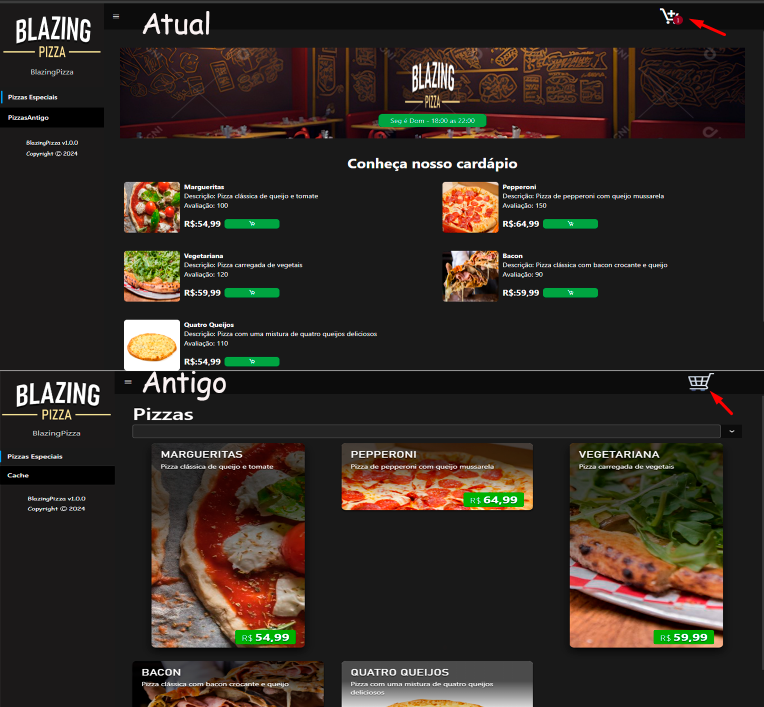 BLAZING
PIZZA
BlazingPizza
Pizzas Especiais
PizzasAntigo
BlazingPizza v1.0.0
Copyright © 2024
Atual
1
BLAZING
PIZZA
Seg é Dom - 18:00 as 22:00
Conheça nosso cardápio
Margueritas
Descrição: Pizza clássica de queijo e tomate
Avaliação: 100
R$:54,99
Pepperoni
Descrição: Pizza de pepperoni com queijo mussarela
Avaliação: 150
R$:64,99
Vegetariana
Descrição: Pizza carregada de vegetais
Avaliação: 120
R$:59,99
Bacon
Descrição: Pizza clássica com bacon crocante e queijo
Avaliação: 90
R$:59,99
Quatro Queijos
Descrição: Pizza com uma mistura de quatro queijos deliciosos
Avaliação: 110
R$:54,99
BLAZING
PIZZA
BlazingPizza
Pizzas Especiais
Cache
BlazingPizza v1.0.0
Copyright © 2024
Antigo
Pizzas
MARGUERITAS
Pizza clássica de queijo e tomate
R$ 54,99
PEPPERONI
Pizza de pepperoni com queijo mussarela
R$ 64,99
VEGETARIANA
Pizza carregada de vegetais
R$ 59,99
BACON
Pizza clássica com bacon crocante e queijo
QUATRO QUEIJOS
Pizza com uma mistura de quatro queijos
deliciosos